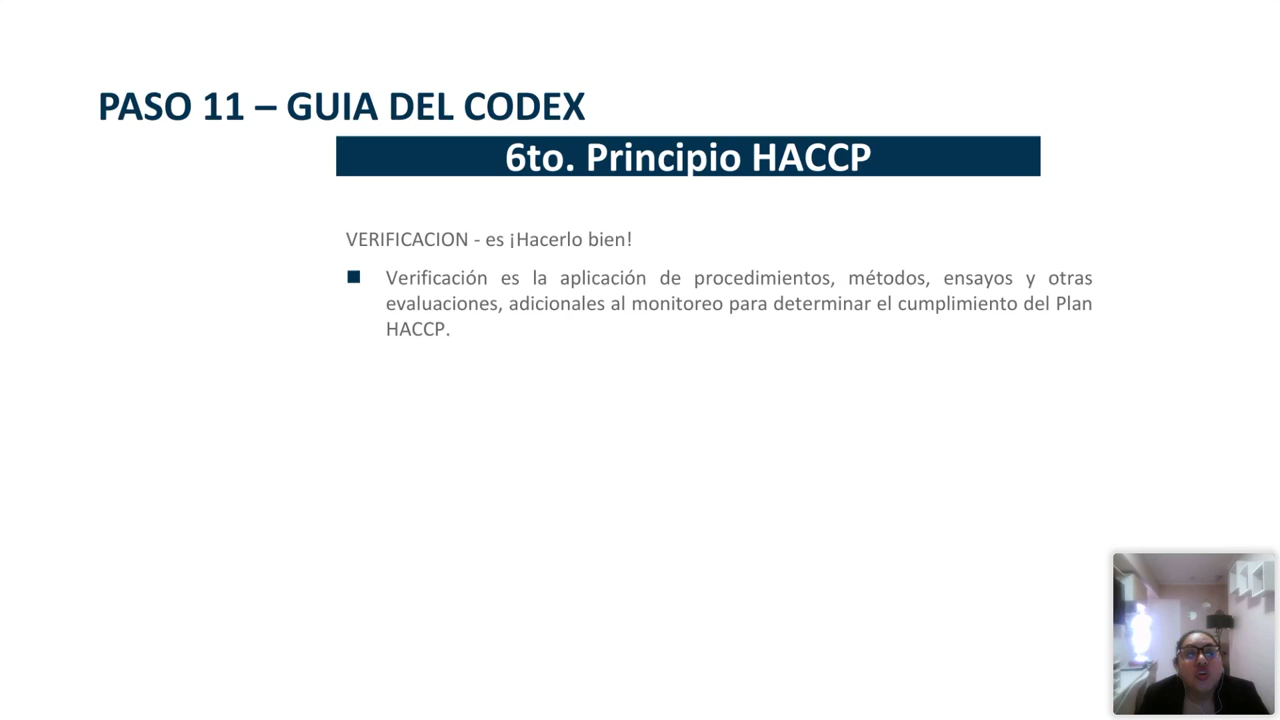 PASO 11 – GUIA DEL CODEX
6to. Principio HACCP
VERIFICACION - es ¡Hacerlo bien!
Verificación es la aplicación de procedimientos, métodos, ensayos y otras
evaluaciones, adicionales al monitoreo para determinar el cumplimiento del Plan
HACCP.